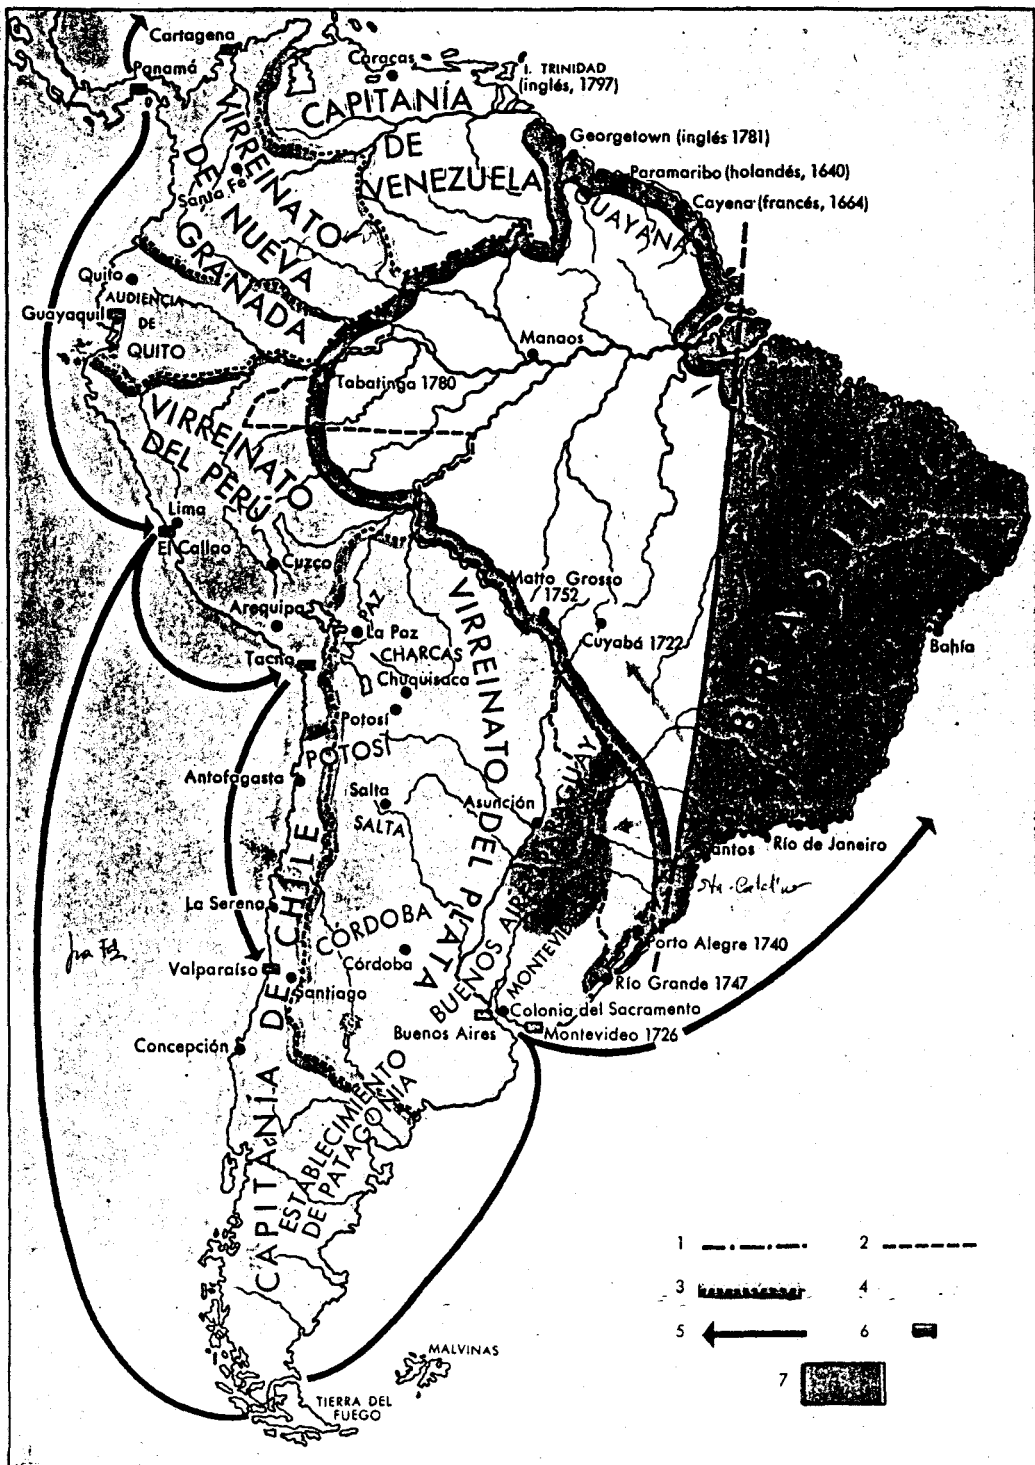 Cartagena
Panamá
Caracas
I. TRINIDAD
(inglés, 1797)
CAPITANÍA
DE
VENEZUELA
Georgetown (inglés 1781)
Paramaribo (holandés, 1640)
Cayena (francés, 1664)
GUAYANA
VIRREINATO
DE
NUEVA
GRANADA
Santa Fe
Quito
AUDIENCIA
DE
QUITO
Guayaquil
Manaos
Tabatinga 1780
VIRREINATO
DEL PERÚ
Lima
El Callao
Cuzco
Arequipa
Tacna
LA PAZ
La Paz
CHARCAS
Chuquisaca
Potosí
POTOSÍ
Antofagasta
Matto Grosso
1752
Cuyabá 1722
BRASIL
Bahía
VIRREINATO DEL PLATA
Salta
SALTA
Asunción
Río de Janeiro
La Serena
CÓRDOBA
Córdoba
Valparaíso
Santiago
BUENOS AIRES
Porto Alegre 1740
Río Grande 1747
Colonia del Sacramento
Buenos Aires
Montevideo 1726
Concepción
CAPITANÍA DE CHILE
ESTABLECIMIENTO
DE PATAGONIA
MALVINAS
TIERRA DEL
FUEGO
1
2
3
4
5
6
7